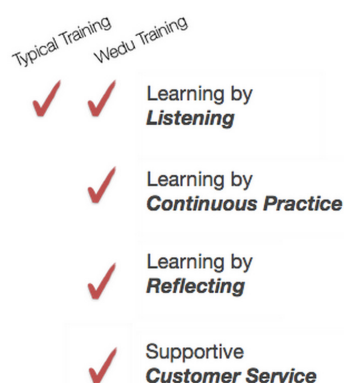 Typical Training
Wedu Training
Learning by
Listening
Learning by
Continuous Practice
Learning by
Reflecting
Supportive
Customer Service